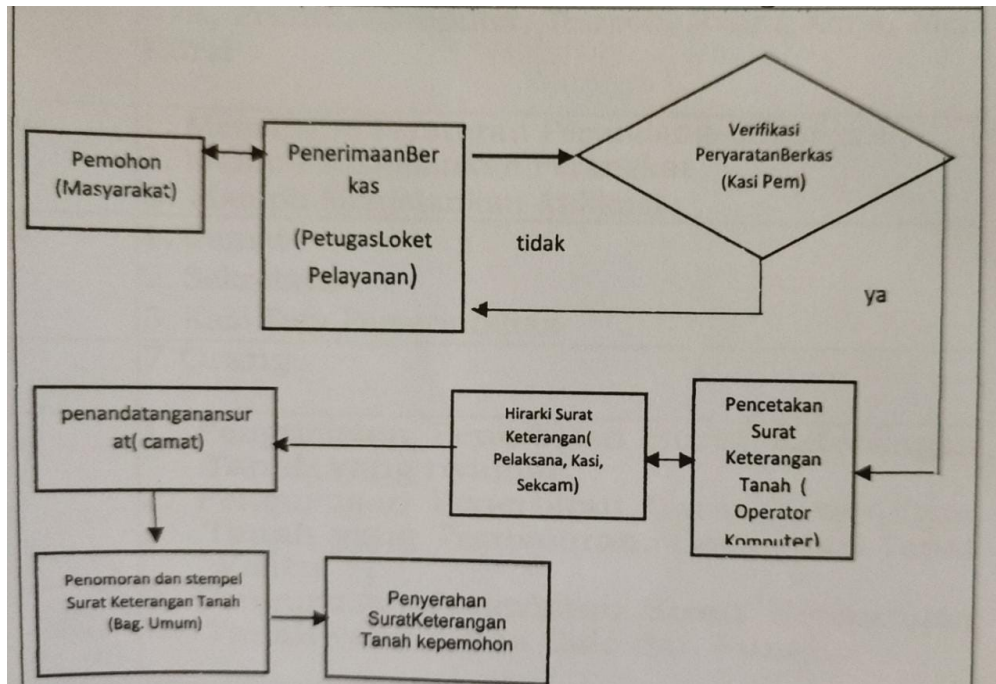 Pemohon
(Masyarakat)
PenerimaanBer
kas
(PetugasLoket
Pelayanan)
Verifikasi
PeryaratanBerkas
(Kasi Pem)
tidak
ya
penandatanganansur
at( camat)
Hirarki Surat
Keterangan(
Pelaksana, Kasi,
Sekcam)
Pencetakan
Surat
Keterangan
Tanah (
Operator
Komputer)
Penomoran dan stempel
Surat Keterangan Tanah
(Bag. Umum)
Penyerahan
SuratKeterangan
Tanah kepemohon